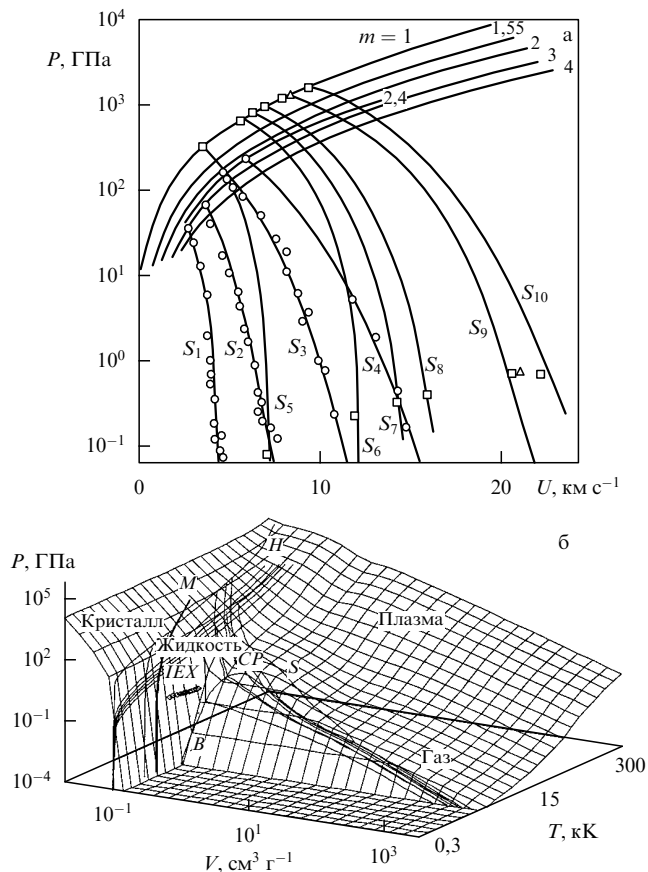 P, ГПа
m = 1
1,55
а
2
3
4
2,4
10⁴
10³
10²
10¹
10⁰
10⁻¹
S₁
S₂
S₃
S₄
S₅
S₆
S₇
S₈
S₉
S₁₀
0
10
20
U, км с⁻¹
б
P, ГПа
H
M
10⁵
Кристалл
Плазма
Жидкость
10²
IEX
CP
S
10⁻¹
B
Газ
10⁻⁴
300
10⁻¹
15
10¹
T, кК
10³
0,3
V, см³ г⁻¹